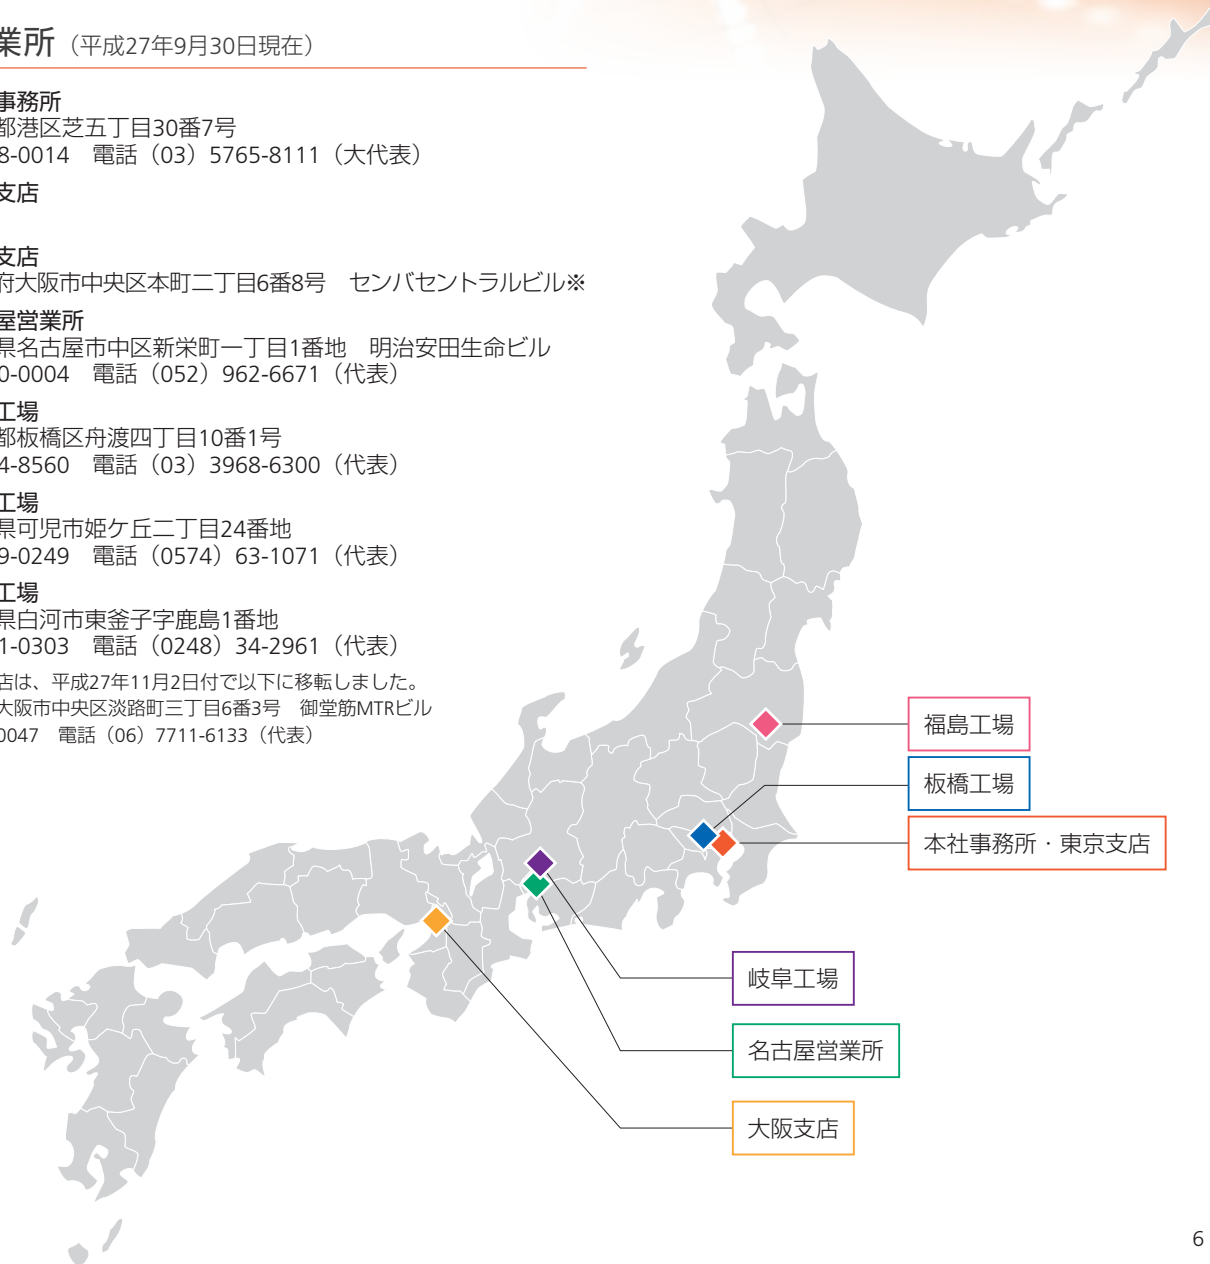 業所（平成27年9月30日現在）
事務所
都港区芝五丁目30番7号
8-0014　電話（03）5765-8111（大代表）
支店
支店
府大阪市中央区本町二丁目6番8号　センバセントラルビル※
屋営業所
県名古屋市中区新栄町一丁目1番地　明治安田生命ビル
0-0004　電話（052）962-6671（代表）
工場
都板橋区舟渡四丁目10番1号
4-8560　電話（03）3968-6300（代表）
工場
県可児市姫ケ丘二丁目24番地
9-0249　電話（0574）63-1071（代表）
工場
県白河市東釜子字鹿島1番地
1-0303　電話（0248）34-2961（代表）
店は、平成27年11月2日付で以下に移転しました。
大阪市中央区淡路町三丁目6番3号　御堂筋MTRビル
0047　電話（06）7711-6133（代表）
福島工場
板橋工場
本社事務所・東京支店
岐阜工場
名古屋営業所
大阪支店
6